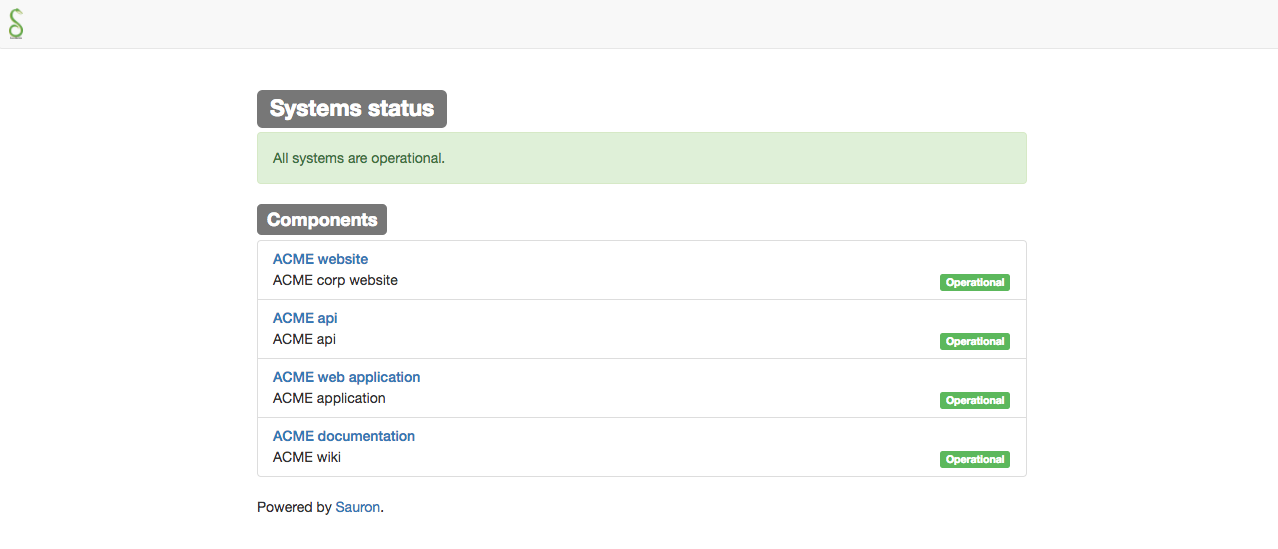 Systems status
All systems are operational.
Components
ACME website
ACME corp website
Operational
ACME api
ACME api
Operational
ACME web application
ACME application
Operational
ACME documentation
ACME wiki
Operational
Powered by Sauron.